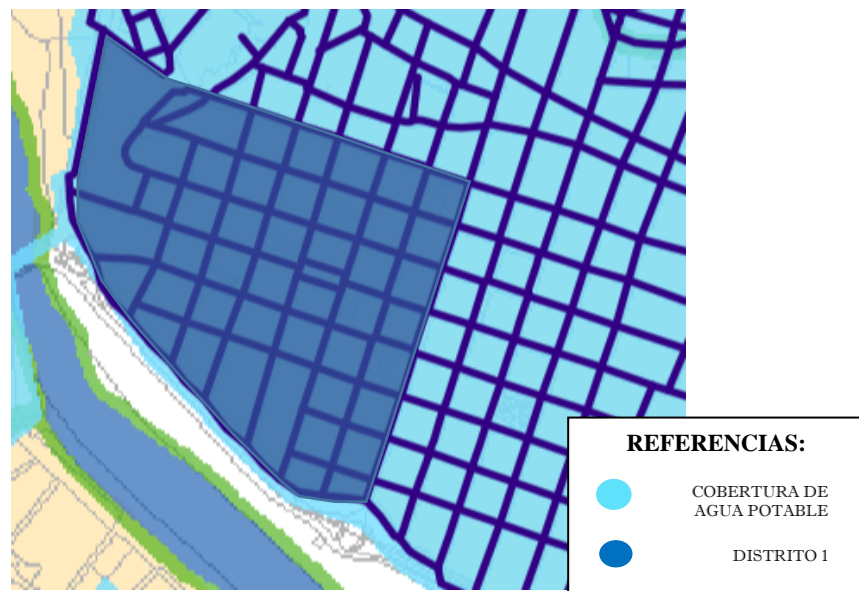 REFERENCIAS:
COBERTURA DE
AGUA POTABLE
DISTRITO 1